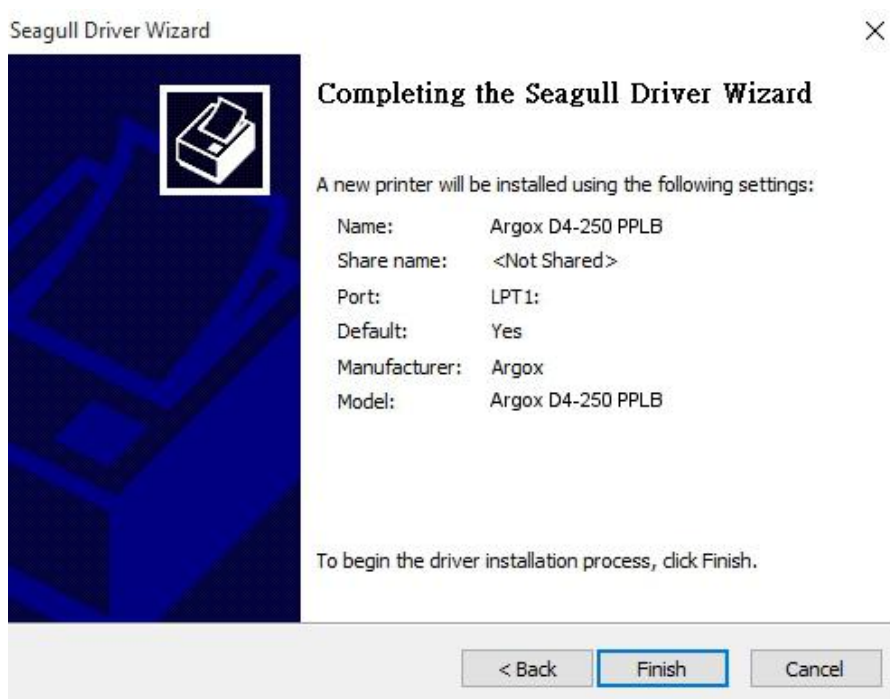 Seagull Driver Wizard
Completing the Seagull Driver Wizard
A new printer will be installed using the following settings:
Name: Argox D4-250 PPLB
Share name: <Not Shared>
Port: LPT1:
Default: Yes
Manufacturer: Argox
Model: Argox D4-250 PPLB
To begin the driver installation process, click Finish.
< Back Finish Cancel